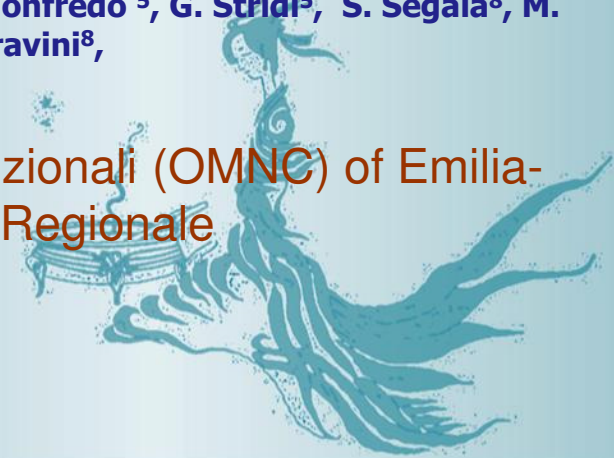 onfredo ⁵, G. Stridi⁵, S. Segala⁸, M.
ravini⁸,
zionali (OMNC) of Emilia-
Regionale